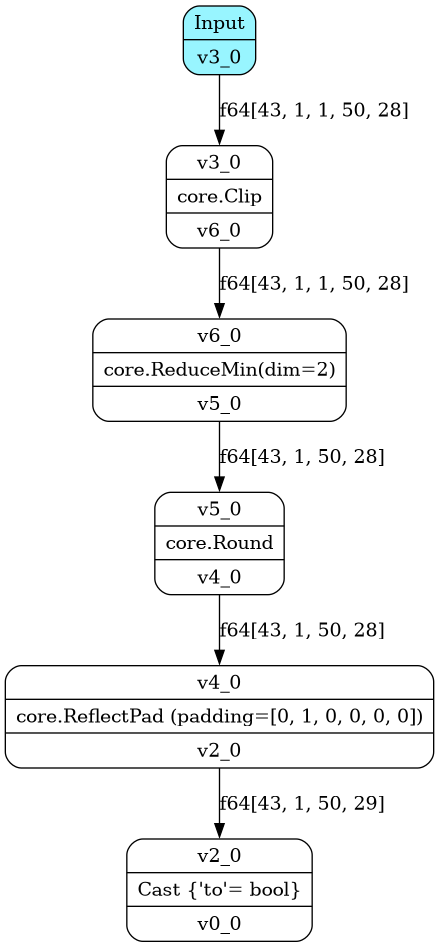 Input
v3_0
f64[43, 1, 1, 50, 28]
v3_0
core.Clip
v6_0
f64[43, 1, 1, 50, 28]
v6_0
core.ReduceMin(dim=2)
v5_0
f64[43, 1, 50, 28]
v5_0
core.Round
v4_0
f64[43, 1, 50, 28]
v4_0
core.ReflectPad (padding=[0, 1, 0, 0, 0, 0])
v2_0
f64[43, 1, 50, 29]
v2_0
Cast {'to'= bool}
v0_0